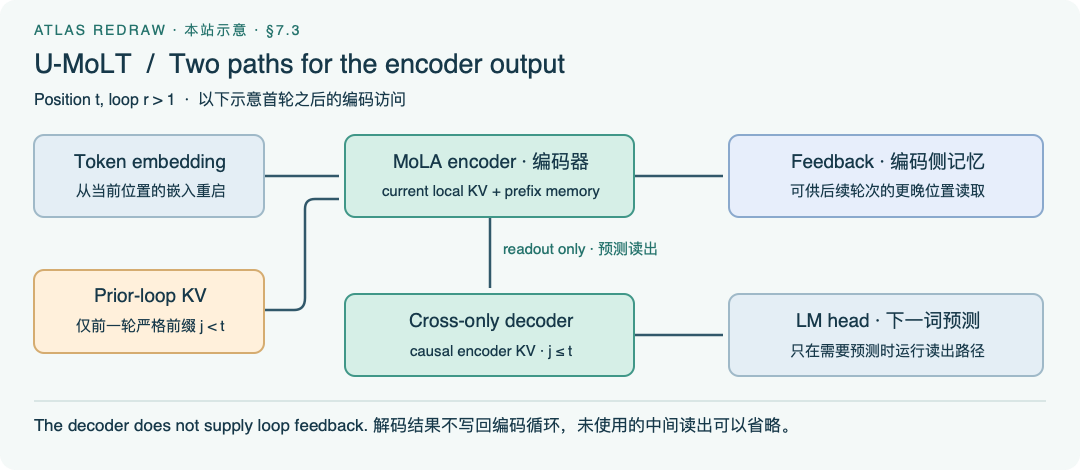 ATLAS REDRAW · 本站示意 · §7.3
U-MoLT / Two paths for the encoder output
Position t, loop r > 1 · 以下示意首轮之后的编码访问
Token embedding
从当前位置的嵌入重启
MoLA encoder · 编码器
current local KV + prefix memory
Feedback · 编码侧记忆
可供后续轮次的更晚位置读取
readout only · 预测读出
Prior-loop KV
仅前一轮严格前缀 j < t
Cross-only decoder
causal encoder KV · j ≤ t
LM head · 下一词预测
只在需要预测时运行读出路径
The decoder does not supply loop feedback. 解码结果不写回编码循环，未使用的中间读出可以省略。